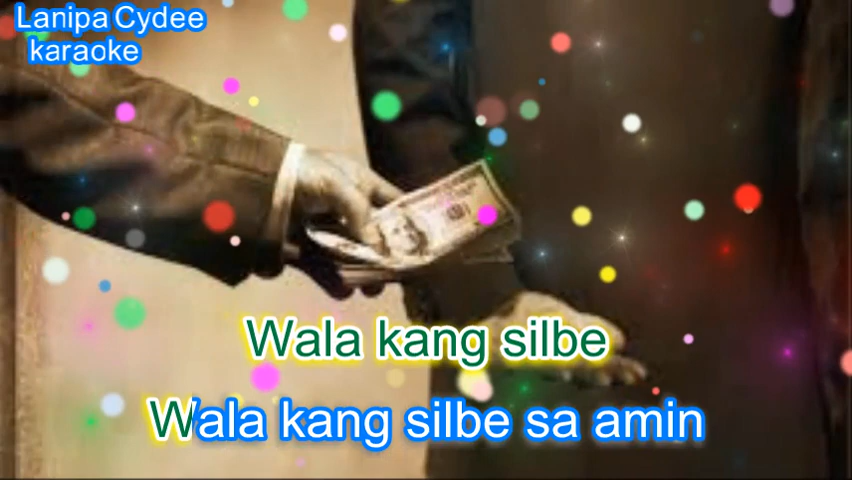 Lanipa Cydee
karaoke
Wala kang silbe
Wala kang silbe sa amin